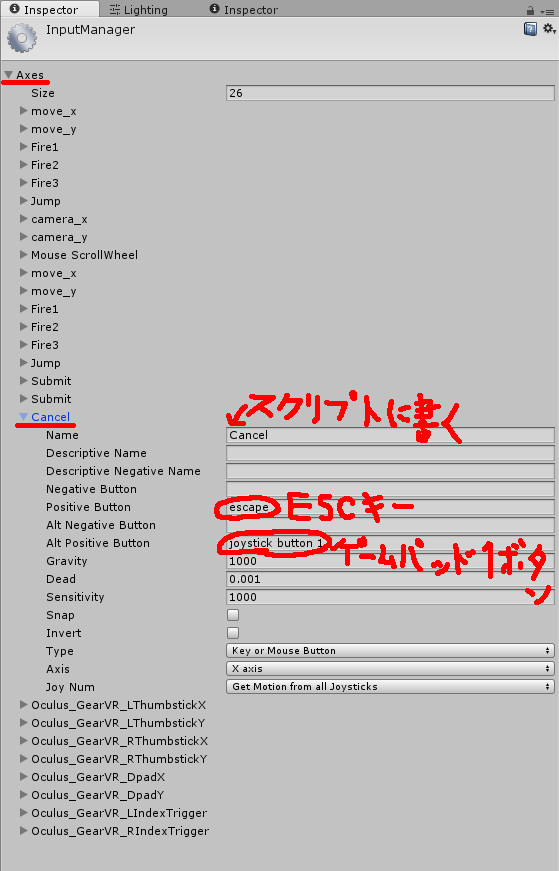 Inspector Lighting Inspector
InputManager
Axes
Size 26
move_x
move_y
Fire1
Fire2
Fire3
Jump
camera_x
camera_y
Mouse ScrollWheel
move_x
move_y
Fire1
Fire2
Fire3
Jump
Submit
Submit
Cancel
スクリプトに書く
Name Cancel
Descriptive Name
Descriptive Negative Name
Negative Button
Positive Button escape ESCキー
Alt Negative Button
Alt Positive Button joystick button 1 ゲームパッド1ボタン
Gravity 1000
Dead 0.001
Sensitivity 1000
Snap
Invert
Type Key or Mouse Button
Axis X axis
Joy Num Get Motion from all Joysticks
Oculus_GearVR_LThumbstickX
Oculus_GearVR_LThumbstickY
Oculus_GearVR_RThumbstickX
Oculus_GearVR_RThumbstickY
Oculus_GearVR_DpadX
Oculus_GearVR_DpadY
Oculus_GearVR_LIndexTrigger
Oculus_GearVR_RIndexTrigger